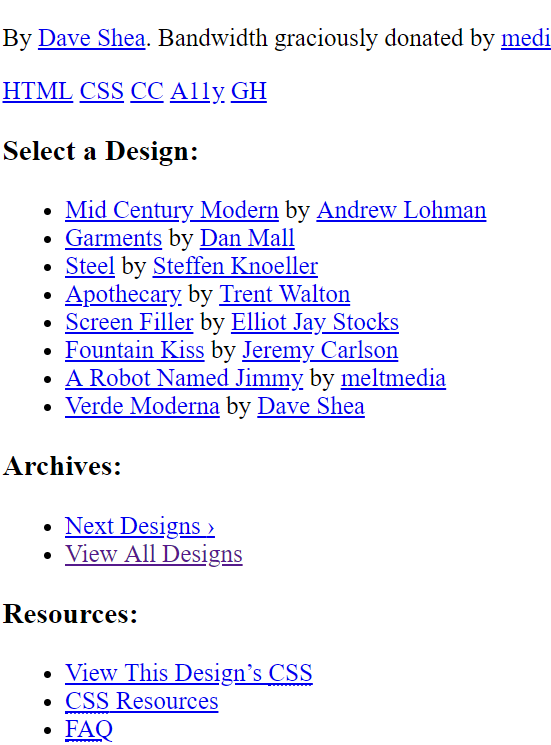 By Dave Shea. Bandwidth graciously donated by medi
HTML CSS CC A11y GH
Select a Design:
Mid Century Modern by Andrew Lohman
Garments by Dan Mall
Steel by Steffen Knoeller
Apothecary by Trent Walton
Screen Filler by Elliot Jay Stocks
Fountain Kiss by Jeremy Carlson
A Robot Named Jimmy by meltmedia
Verde Moderna by Dave Shea
Archives:
Next Designs ›
View All Designs
Resources:
View This Design’s CSS
CSS Resources
FAQ